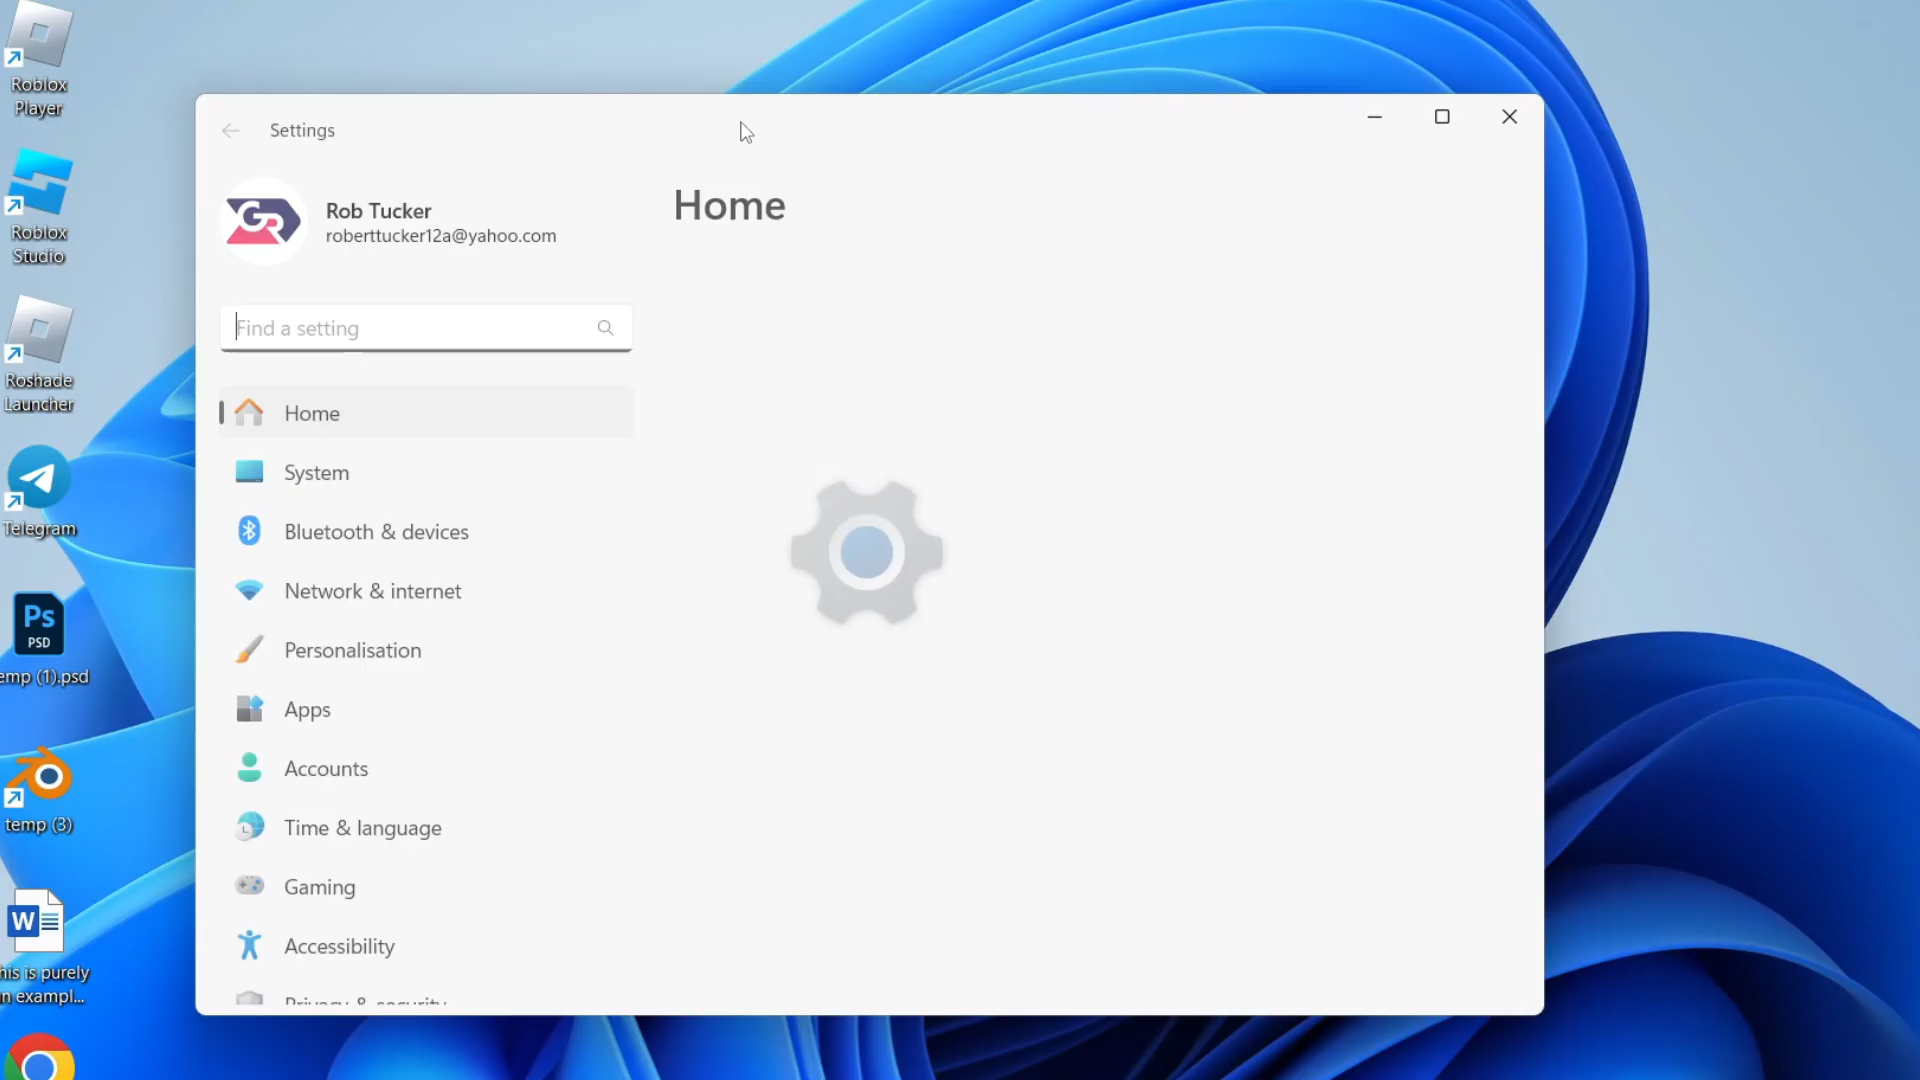 Roblox
Player
Roblox
Studio
Roshade
Launcher
Telegram
Ps
PSD
emp (1).psd
temp (3)
W
his is purely
n exampl...
Settings
GR
Rob Tucker
roberttucker12a@yahoo.com
Find a setting
Home
System
Bluetooth & devices
Network & internet
Personalisation
Apps
Accounts
Time & language
Gaming
Accessibility
Privacy & security
Home